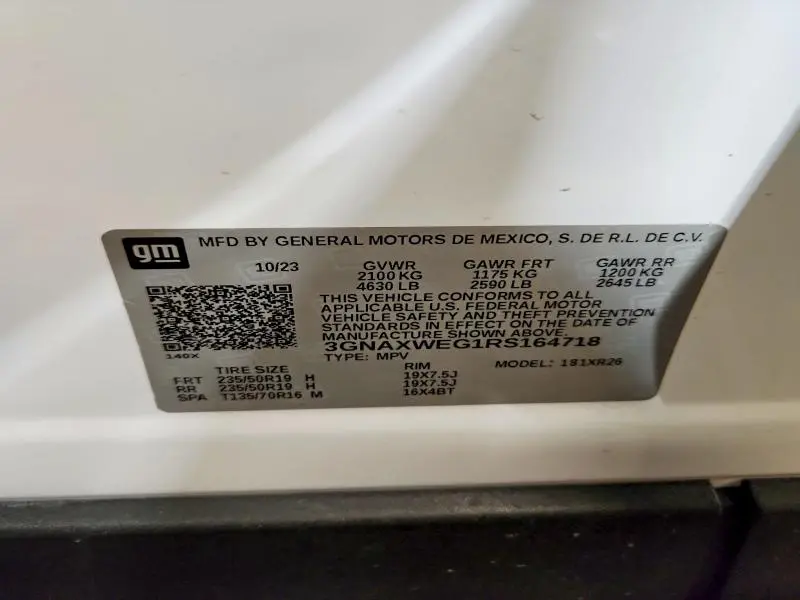 gm MFD BY GENERAL MOTORS DE MEXICO, S. DE R.L. DE C.V.
10/23 GVWR GAWR FRT GAWR RR
2100 KG 1175 KG 1200 KG
4630 LB 2590 LB 2645 LB
THIS VEHICLE CONFORMS TO ALL
APPLICABLE U.S. FEDERAL MOTOR
VEHICLE SAFETY AND THEFT PREVENTION
STANDARDS IN EFFECT ON THE DATE OF
MANUFACTURE SHOWN ABOVE.
3GNAXWEG1RS164718
140X TYPE: MPV MODEL: 1S1XR26
TIRE SIZE RIM
FRT 235/50R19 H 19X7.5J
RR 235/50R19 H 19X7.5J
SPA T135/70R16 M 16X4BT